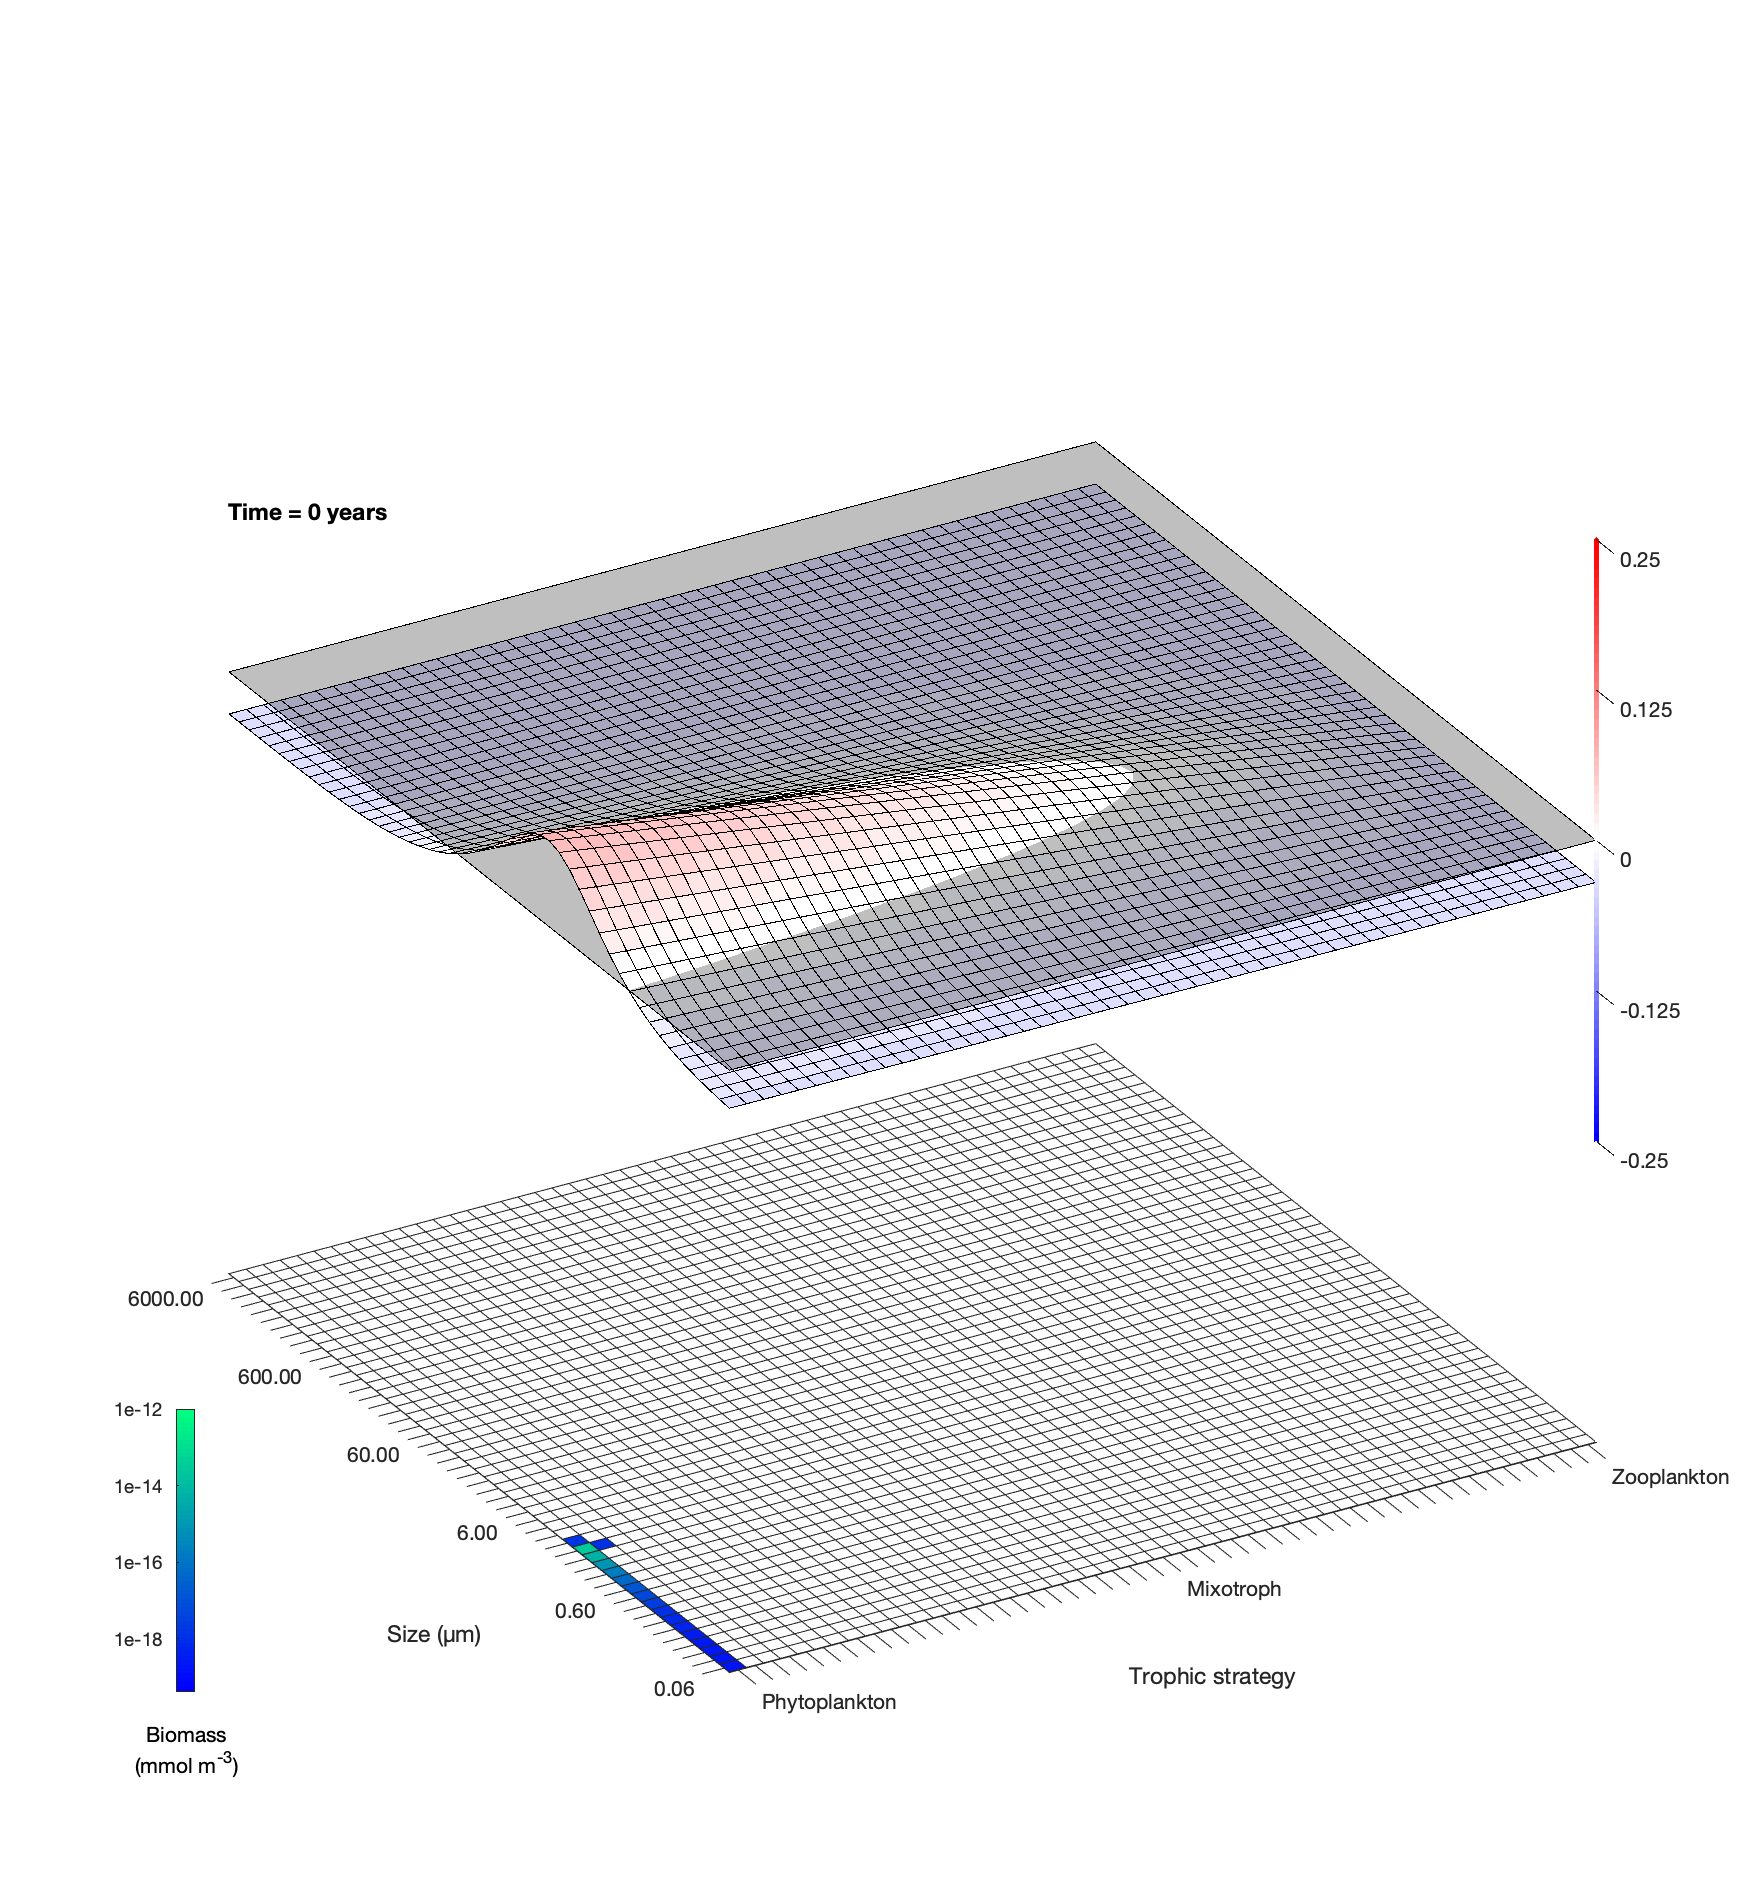 Time = 0 years
0.25
0.125
0
-0.125
-0.25
6000.00
600.00
60.00
6.00
0.60
0.06
Size (µm)
Phytoplankton
Mixotroph
Zooplankton
Trophic strategy
1e-12
1e-14
1e-16
1e-18
Biomass
(mmol m-3)